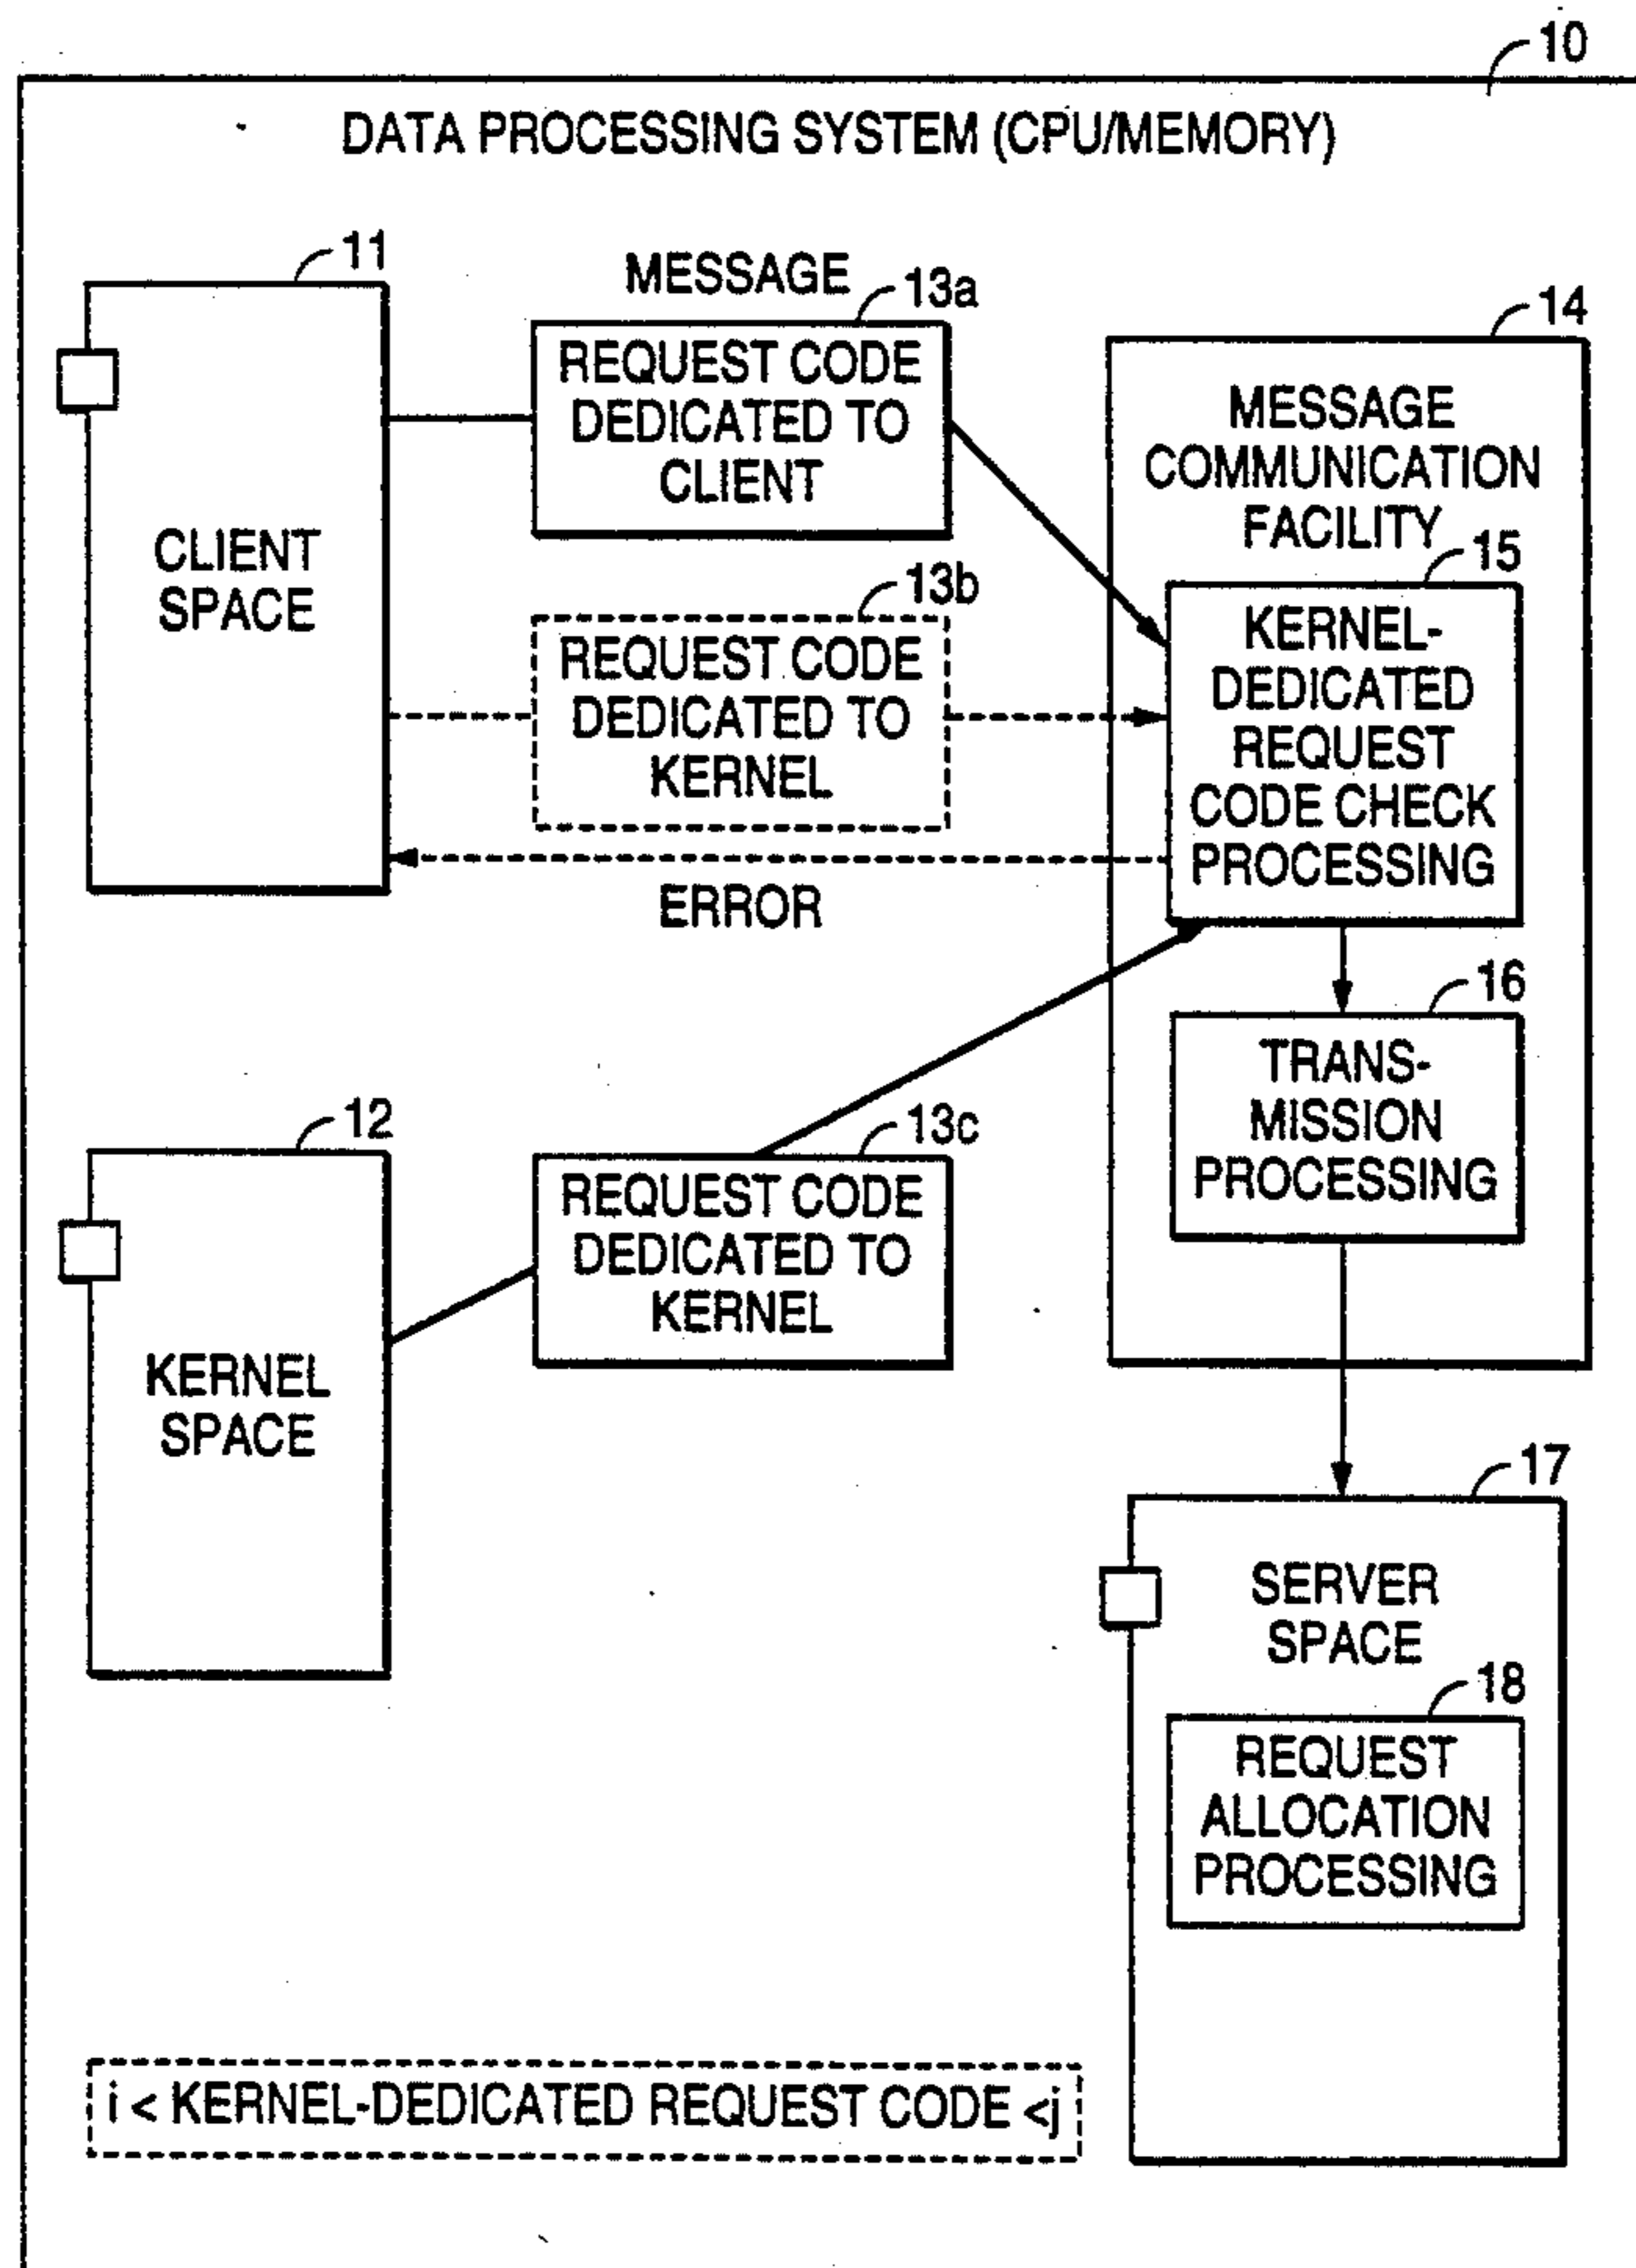 10
DATA PROCESSING SYSTEM (CPU/MEMORY)
11
MESSAGE
13a
14
REQUEST CODE
DEDICATED TO
CLIENT
MESSAGE
COMMUNICATION
FACILITY
CLIENT
SPACE
13b
15
REQUEST CODE
DEDICATED TO
KERNEL
KERNEL-
DEDICATED
REQUEST
CODE CHECK
PROCESSING
ERROR
16
TRANS-
MISSION
PROCESSING
12
13c
REQUEST CODE
DEDICATED TO
KERNEL
KERNEL
SPACE
17
SERVER
SPACE
18
REQUEST
ALLOCATION
PROCESSING
i < KERNEL-DEDICATED REQUEST CODE <j